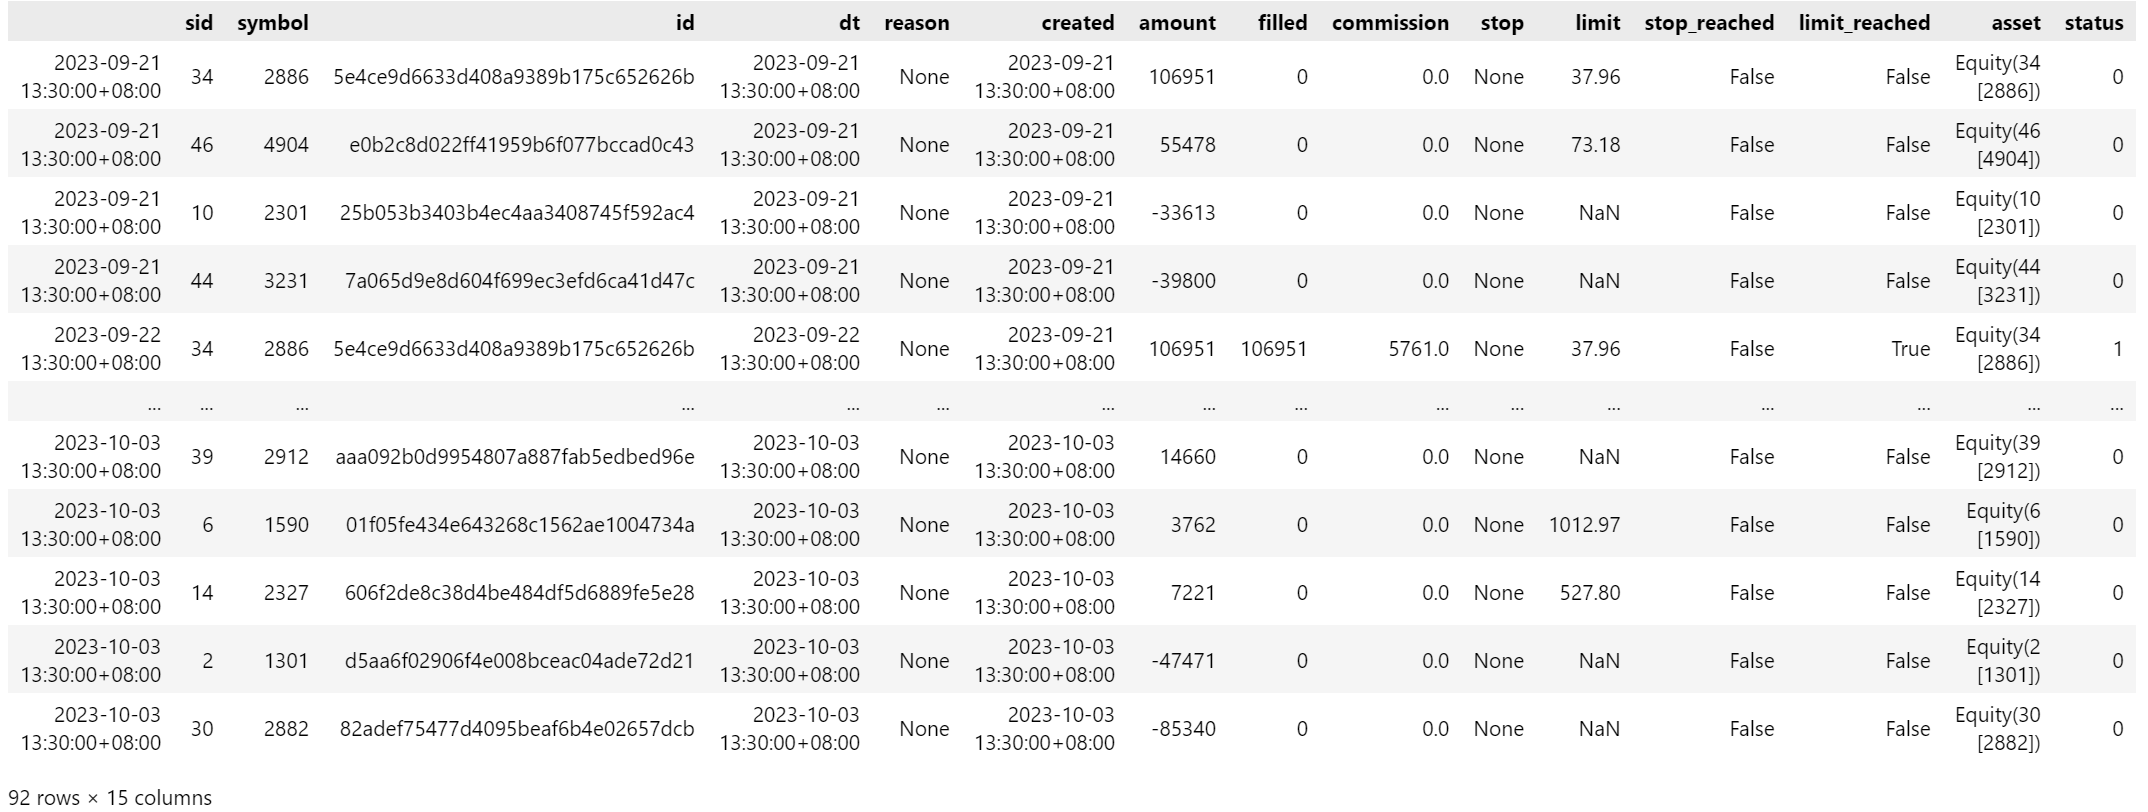 sid symbol id dt reason created amount filled commission stop limit stop_reached limit_reached asset status
2023-09-21 2023-09-21 2023-09-21 Equity(34
34 2886 5e4ce9d6633d408a9389b175c652626b None 106951 0 0.0 None 37.96 False False 0
13:30:00+08:00 13:30:00+08:00 13:30:00+08:00 [2886])
2023-09-21 2023-09-21 2023-09-21 Equity(46
46 4904 e0b2c8d022ff41959b6f077bccad0c43 None 55478 0 0.0 None 73.18 False False 0
13:30:00+08:00 13:30:00+08:00 13:30:00+08:00 [4904])
2023-09-21 2023-09-21 2023-09-21 Equity(10
10 2301 25b053b3403b4ec4aa3408745f592ac4 None -33613 0 0.0 None NaN False False 0
13:30:00+08:00 13:30:00+08:00 13:30:00+08:00 [2301])
2023-09-21 2023-09-21 2023-09-21 Equity(44
44 3231 7a065d9e8d604f699ec3efd6ca41d47c None -39800 0 0.0 None NaN False False 0
13:30:00+08:00 13:30:00+08:00 13:30:00+08:00 [3231])
2023-09-22 2023-09-22 2023-09-21 Equity(34
34 2886 5e4ce9d6633d408a9389b175c652626b None 106951 106951 5761.0 None 37.96 False True 1
13:30:00+08:00 13:30:00+08:00 13:30:00+08:00 [2886])
... ... ... ... ... ... ... ... ... ... ... ... ... ... ... ...
2023-10-03 2023-10-03 2023-10-03 Equity(39
39 2912 aaa092b0d9954807a887fab5edbed96e None 14660 0 0.0 None NaN False False 0
13:30:00+08:00 13:30:00+08:00 13:30:00+08:00 [2912])
2023-10-03 2023-10-03 2023-10-03 Equity(6
6 1590 01f05fe434e643268c1562ae1004734a None 3762 0 0.0 None 1012.97 False False 0
13:30:00+08:00 13:30:00+08:00 13:30:00+08:00 [1590])
2023-10-03 2023-10-03 2023-10-03 Equity(14
14 2327 606f2de8c38d4be484df5d6889fe5e28 None 7221 0 0.0 None 527.80 False False 0
13:30:00+08:00 13:30:00+08:00 13:30:00+08:00 [2327])
2023-10-03 2023-10-03 2023-10-03 Equity(2
2 1301 d5aa6f02906f4e008bceac04ade72d21 None -47471 0 0.0 None NaN False False 0
13:30:00+08:00 13:30:00+08:00 13:30:00+08:00 [1301])
2023-10-03 2023-10-03 2023-10-03 Equity(30
30 2882 82adef75477d4095beaf6b4e02657dcb None -85340 0 0.0 None NaN False False 0
13:30:00+08:00 13:30:00+08:00 13:30:00+08:00 [2882])
92 rows × 15 columns